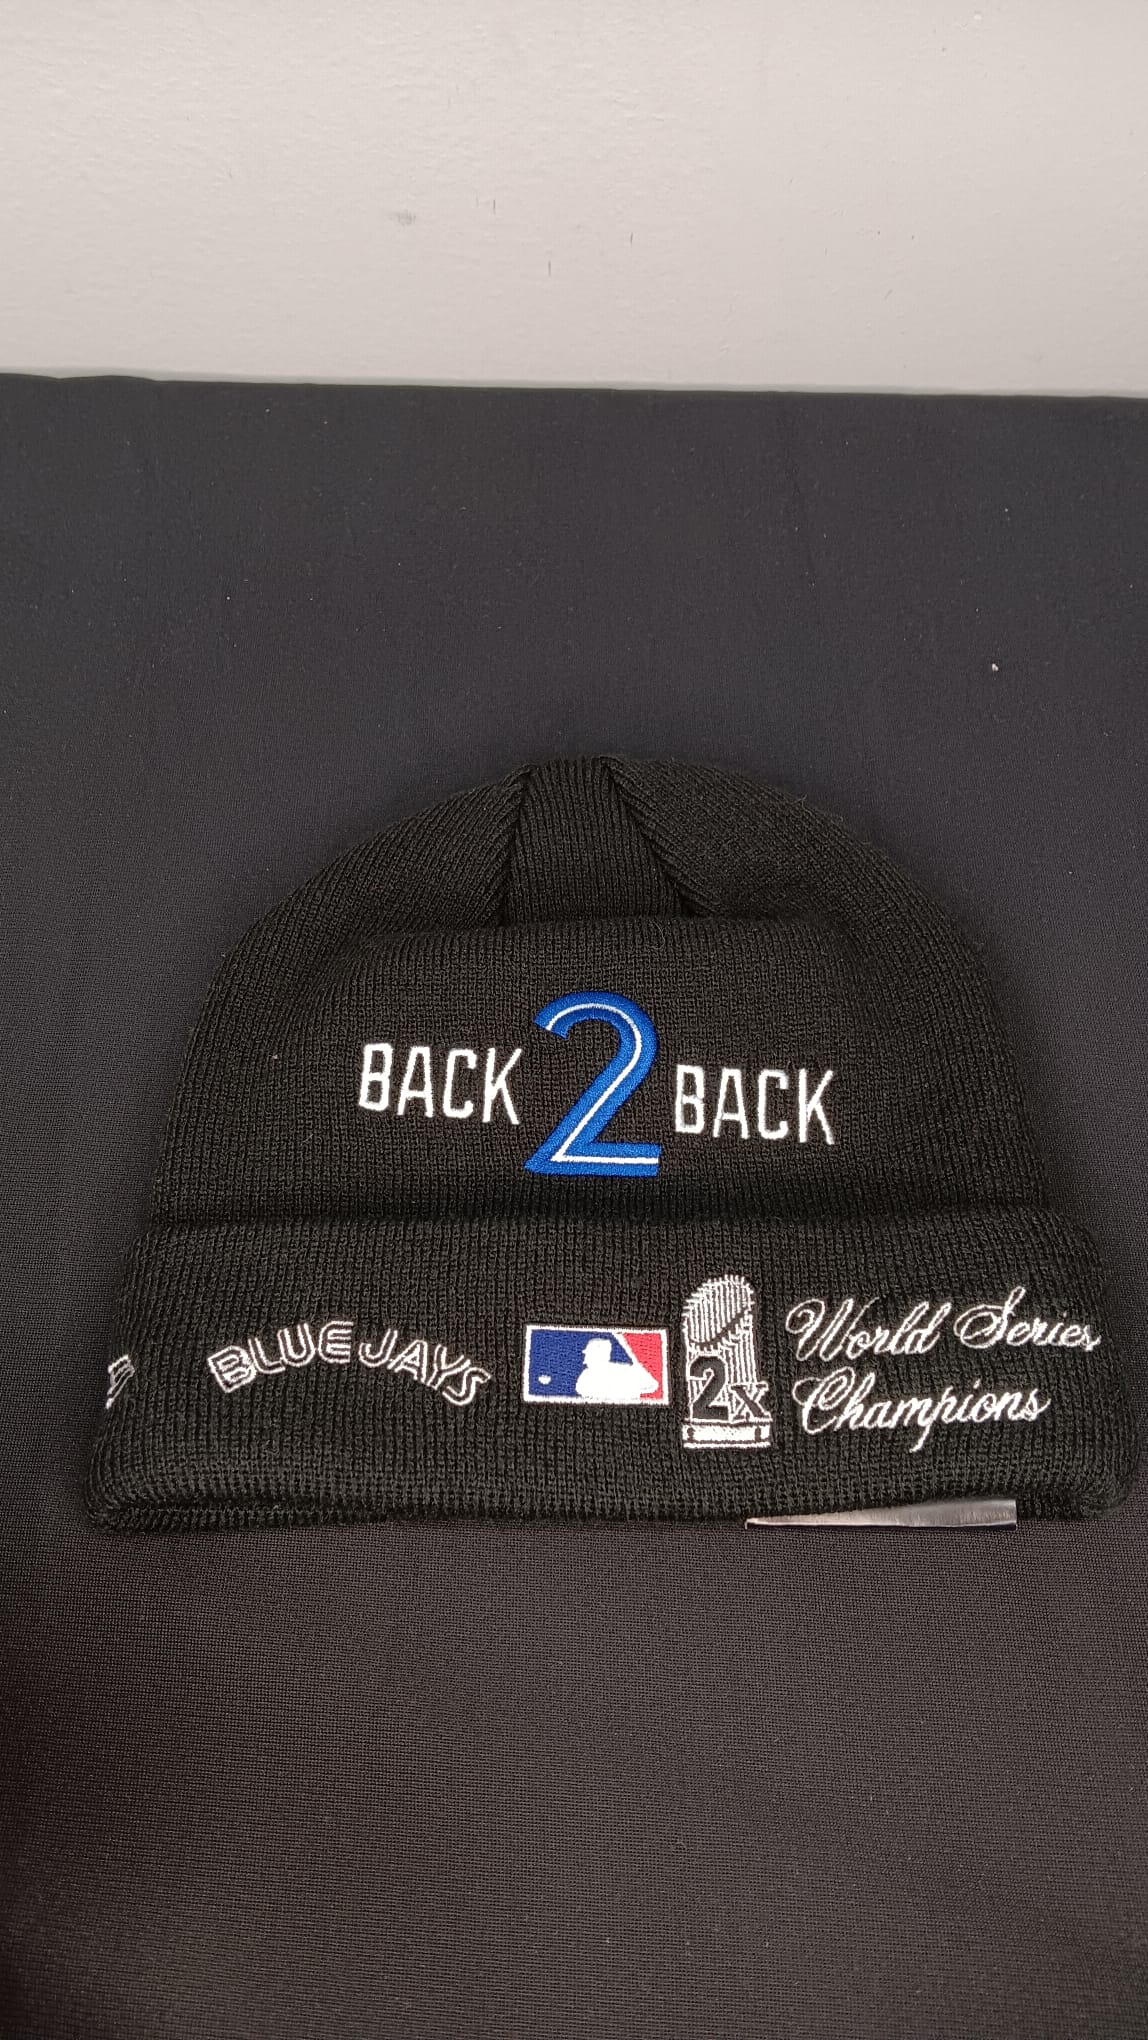 BACK 2 BACK
BLUE JAYS
2x
World Series
Champions